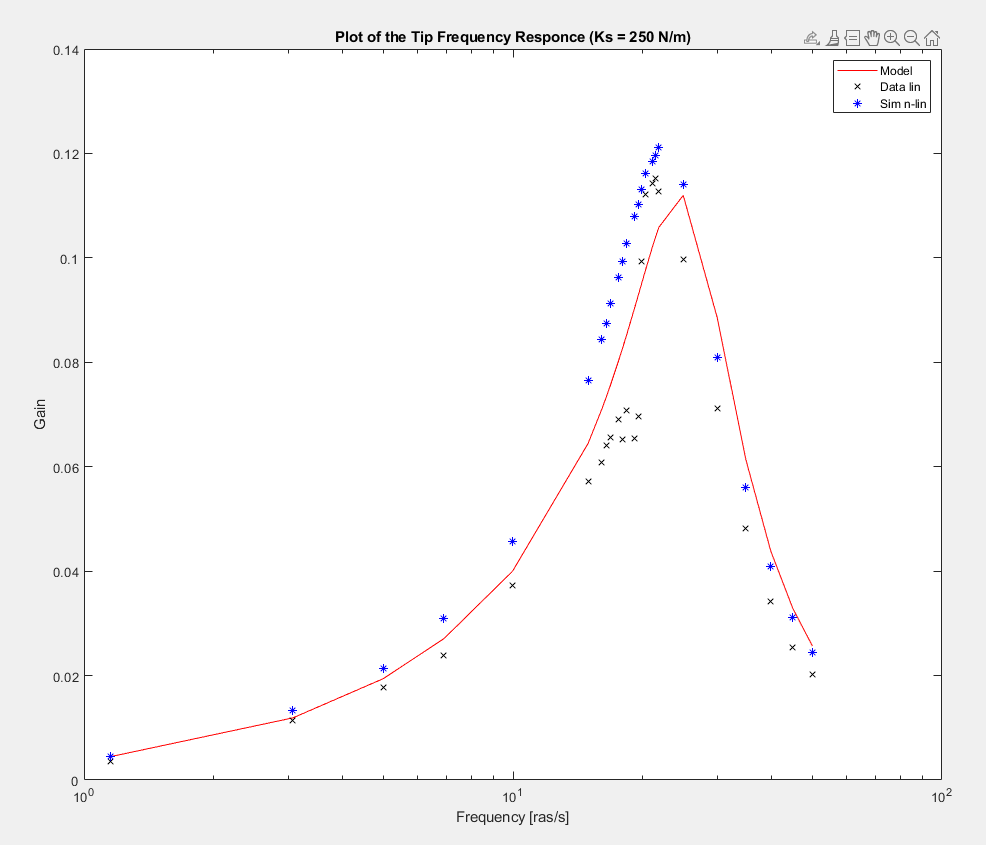 Plot of the Tip Frequency Responce (Ks = 250 N/m)
Model
Data lin
Sim n-lin
0.14
0.12
0.1
0.08
0.06
0.04
0.02
0
Gain
10^0
10^1
10^2
Frequency [ras/s]